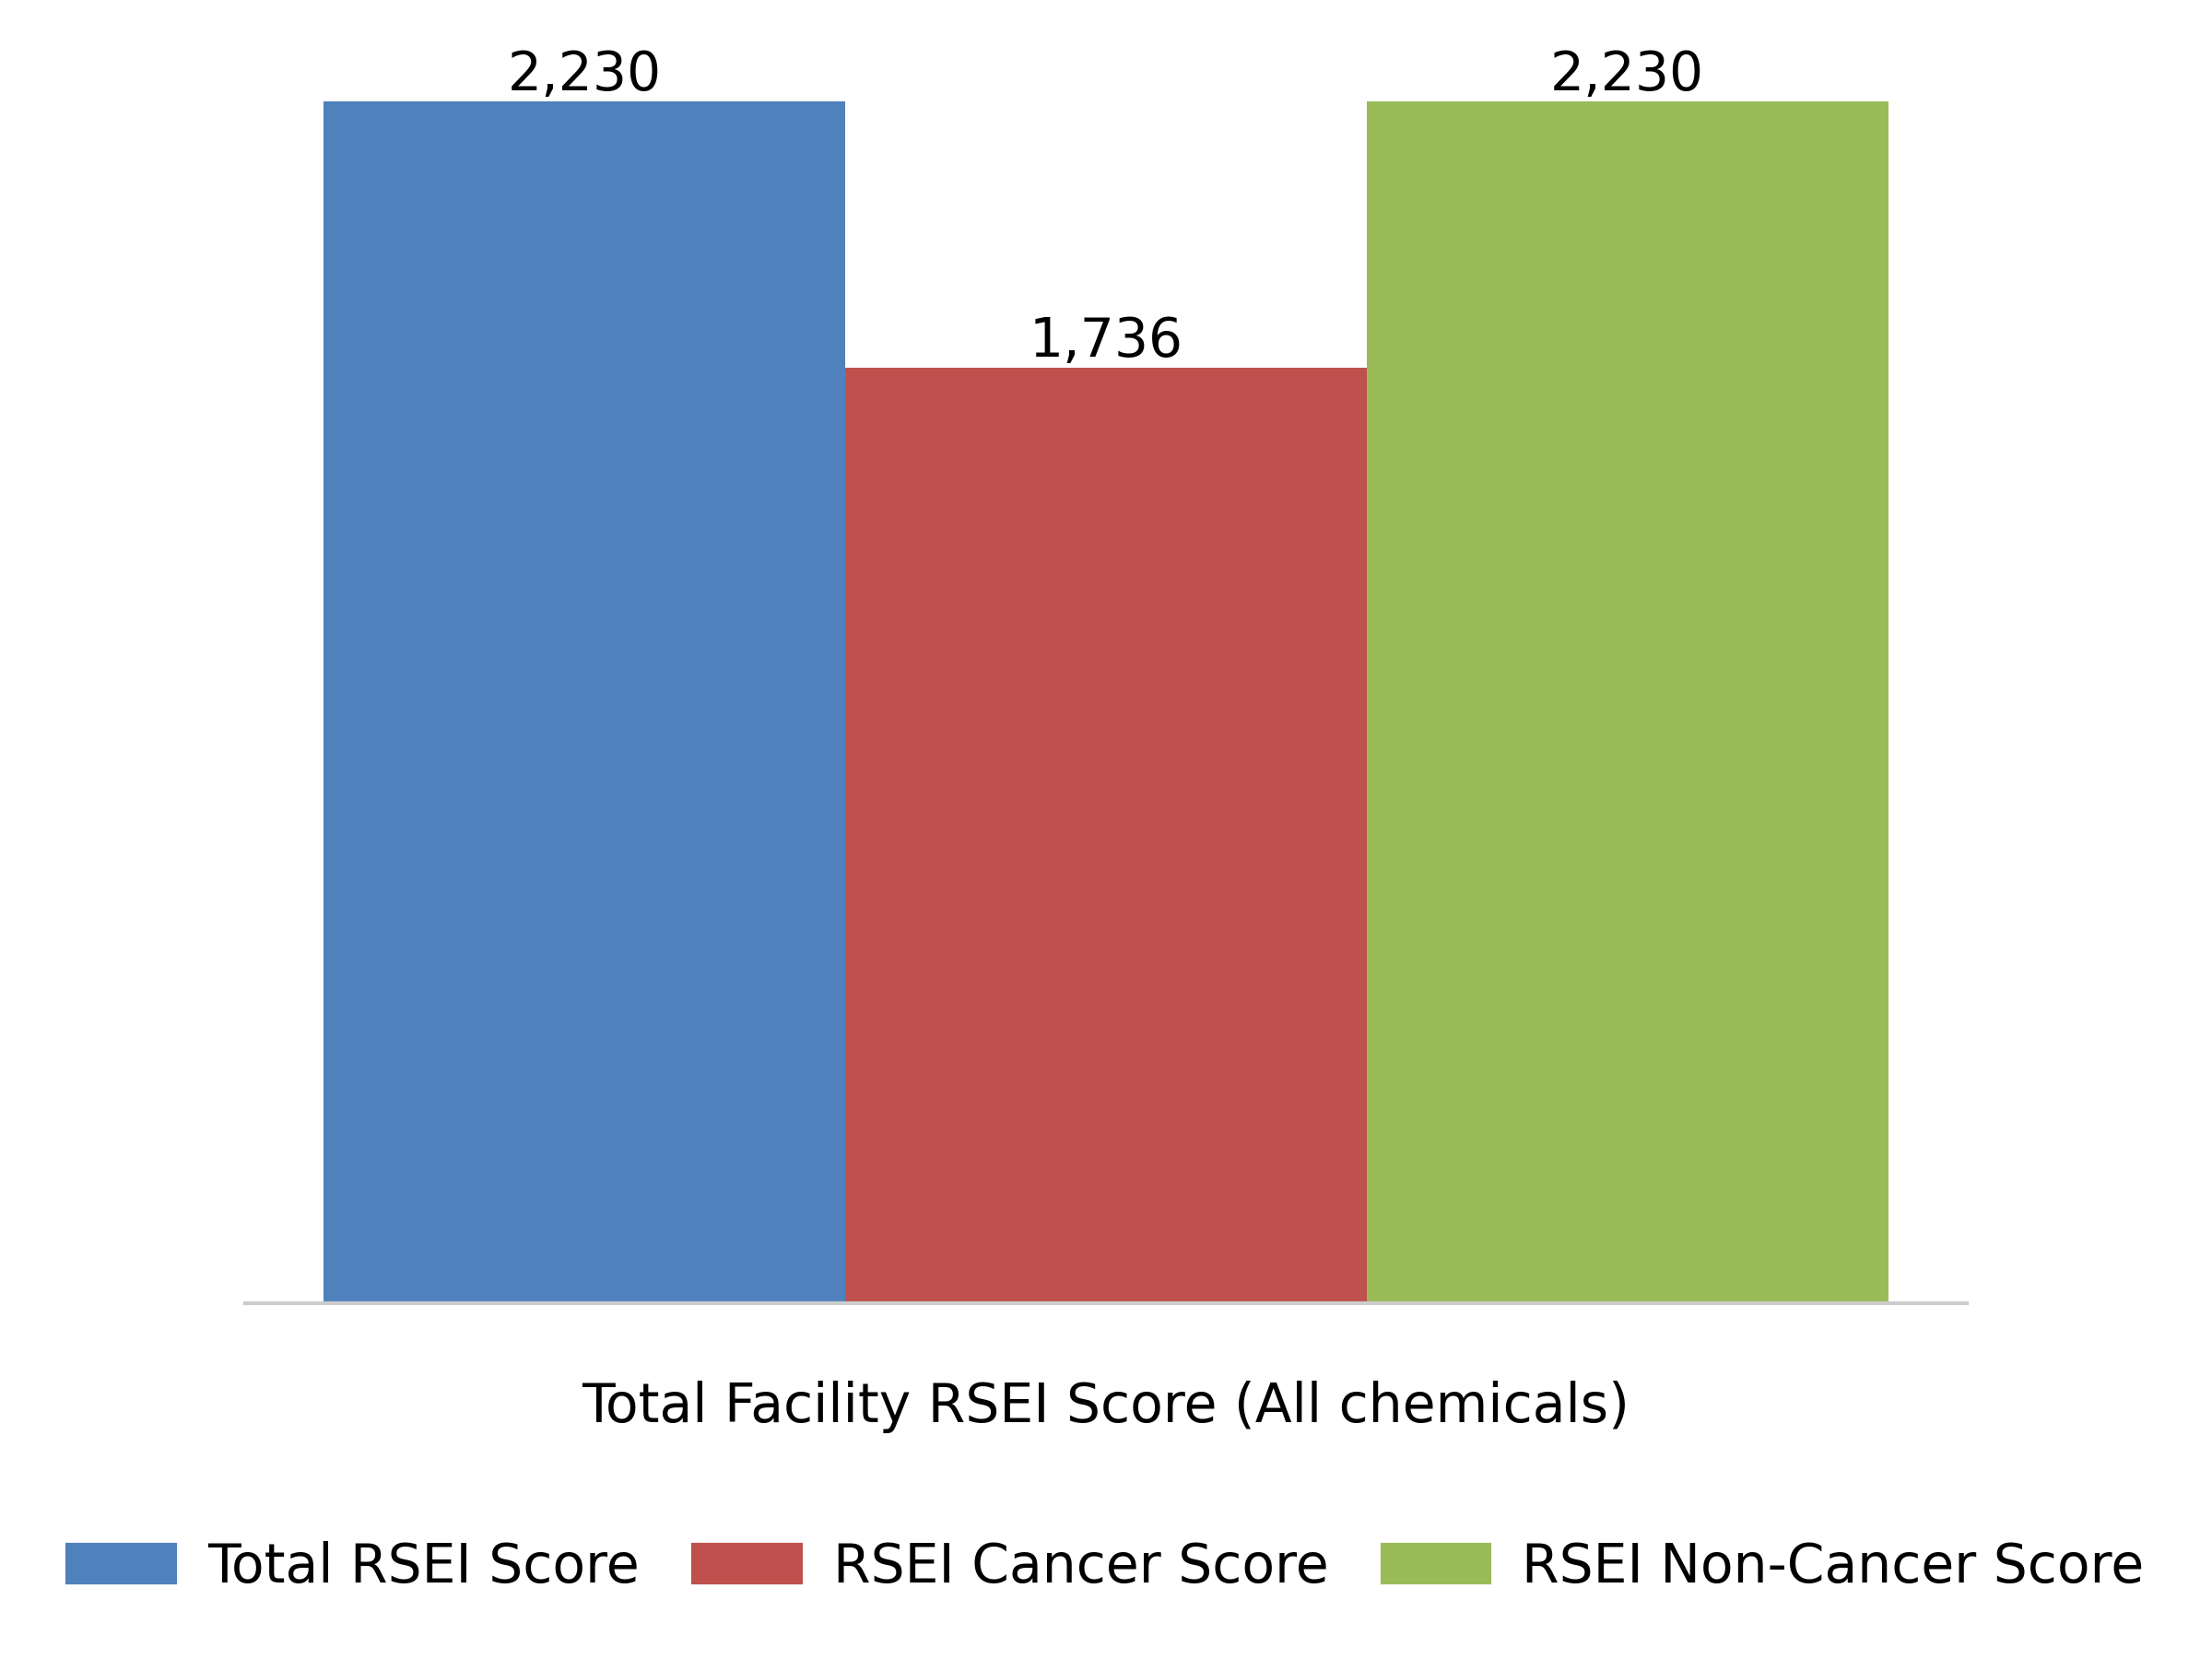 2,230
2,230
1,736
Total Facility RSEI Score (All chemicals)
Total RSEI Score
RSEI Cancer Score
RSEI Non-Cancer Score